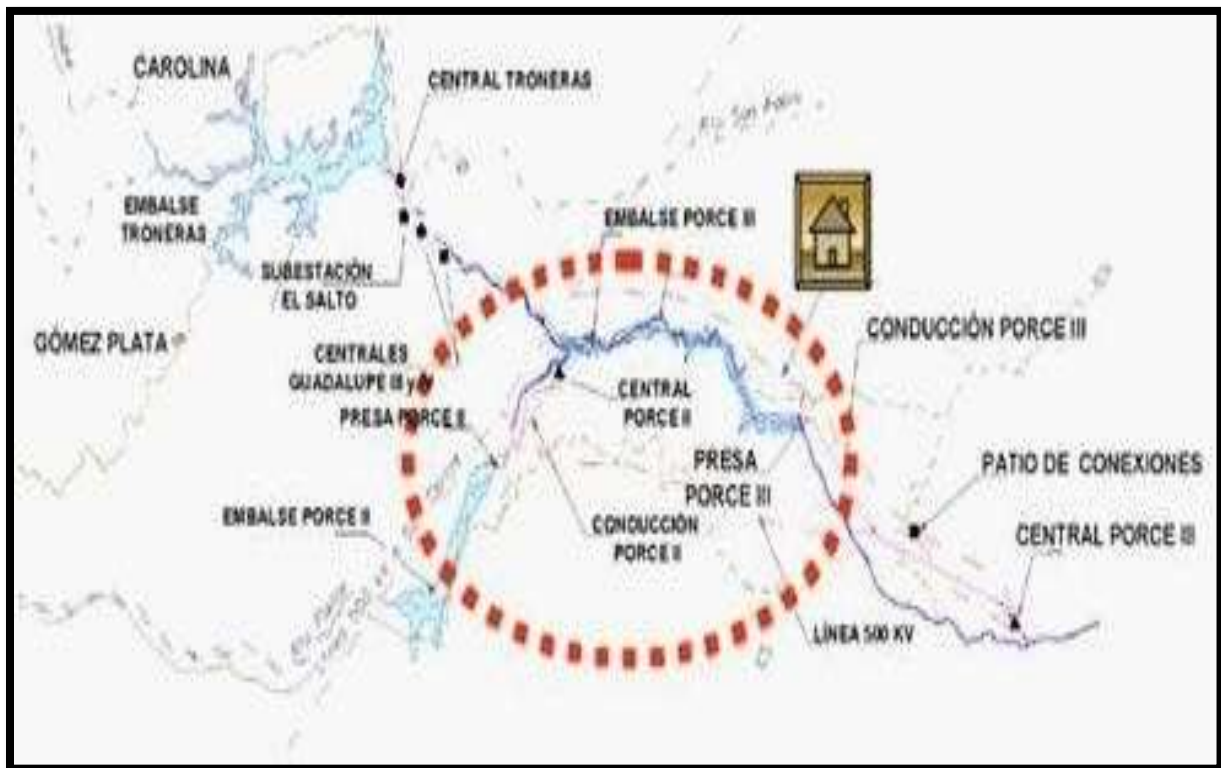 CAROLINA
CENTRAL TRONERAS
EMBALSE
TRONERAS
EMBALSE PORCE III
SUBESTACIÓN
EL SALTO
GÓMEZ PLATA
CENTRALES
GUADALUPE III y IV
CONDUCCIÓN PORCE III
PRESA PORCE II
CENTRAL
PORCE II
PRESA
PORCE III
PATIO DE CONEXIONES
EMBALSE PORCE II
CONDUCCIÓN
PORCE II
CENTRAL PORCE III
LÍNEA 500 KV